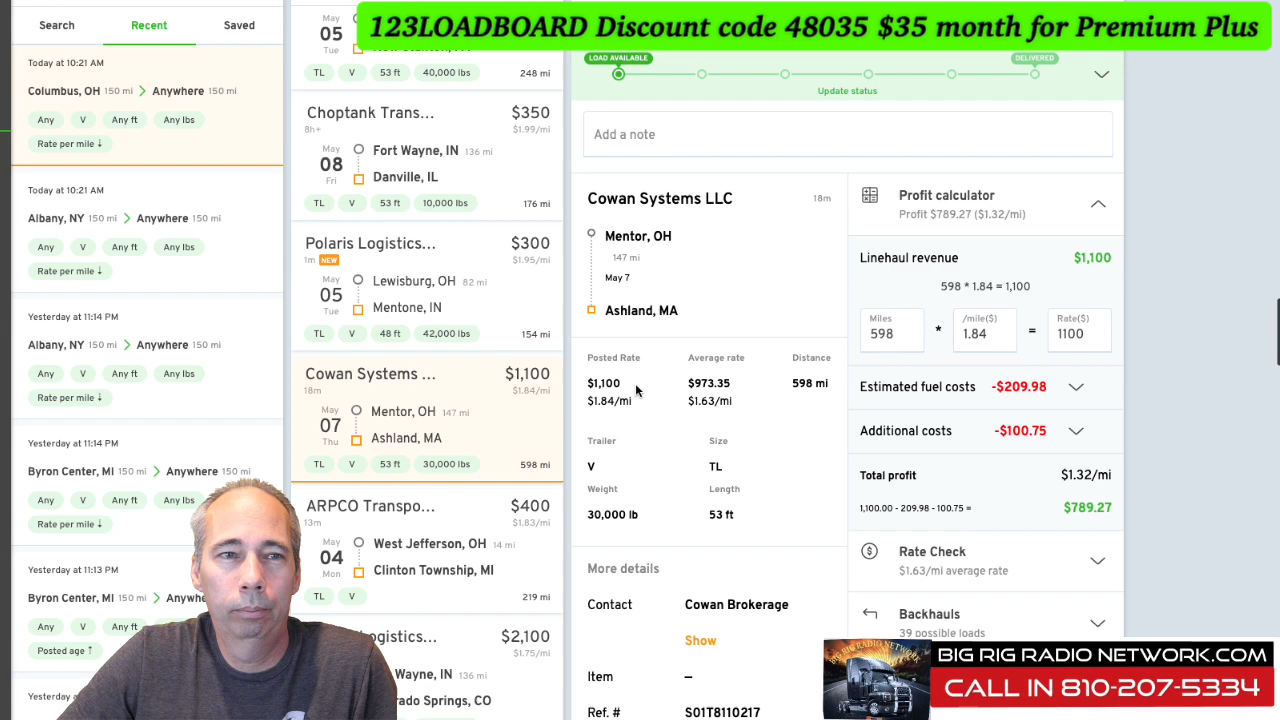 123LOADBOARD Discount code 48035 $35 month for Premium Plus
Search Recent Saved
Today at 10:21 AM
Columbus, OH 150 mi > Anywhere 150 mi
Any V Any ft Any lbs
Rate per mile ↓
Today at 10:21 AM
Albany, NY 150 mi > Anywhere 150 mi
Any V Any ft Any lbs
Rate per mile ↓
Yesterday at 11:14 PM
Albany, NY 150 mi > Anywhere 150 mi
Any V Any ft Any lbs
Rate per mile ↓
Yesterday at 11:14 PM
Byron Center, MI 150 mi > Anywhere 150 mi
Any V Any ft Any lbs
Rate per mile ↓
Yesterday at 11:13 PM
Byron Center, MI 150 mi > Anywhe
Any V
Posted age ↑
Yesterday
May
05
Tue
TL V 53 ft 40,000 lbs 248 mi
Choptank Trans... $350
8h+ $1.99/mi
May
08
Fri
Fort Wayne, IN 136 mi
Danville, IL
TL V 53 ft 10,000 lbs 176 mi
Polaris Logistics... $300
1m NEW $1.95/mi
May
05
Tue
Lewisburg, OH 82 mi
Mentone, IN
TL V 48 ft 42,000 lbs 154 mi
Cowan Systems ... $1,100
18m $1.84/mi
May
07
Thu
Mentor, OH 147 mi
Ashland, MA
TL V 53 ft 30,000 lbs 598 mi
ARPCO Transpo... $400
13m $1.83/mi
May
04
Mon
West Jefferson, OH 14 mi
Clinton Township, MI
TL V 219 mi
ogistics... $2,100
$1.75/mi
Wayne, IN 136 mi
rado Springs, CO
LOAD AVAILABLE DELIVERED
Update status
Add a note
Cowan Systems LLC 18m
Mentor, OH
147 mi
May 7
Ashland, MA
Posted Rate Average rate Distance
$1,100 $973.35 598 mi
$1.84/mi $1.63/mi
Trailer Size
V TL
Weight Length
30,000 lb 53 ft
More details
Contact Cowan Brokerage
Show
Item –
Ref. # S01T8110217
Profit calculator
Profit $789.27 ($1.32/mi)
Linehaul revenue $1,100
598 * 1.84 = 1,100
Miles /mile($) Rate($)
598 * 1.84 = 1100
Estimated fuel costs -$209.98
Additional costs -$100.75
Total profit $1.32/mi
1,100.00 - 209.98 - 100.75 = $789.27
Rate Check
$1.63/mi average rate
Backhauls
39 possible loads
BIG RIG RADIO NETWORK
BIG RIG RADIO NETWORK.COM
CALL IN 810-207-5334